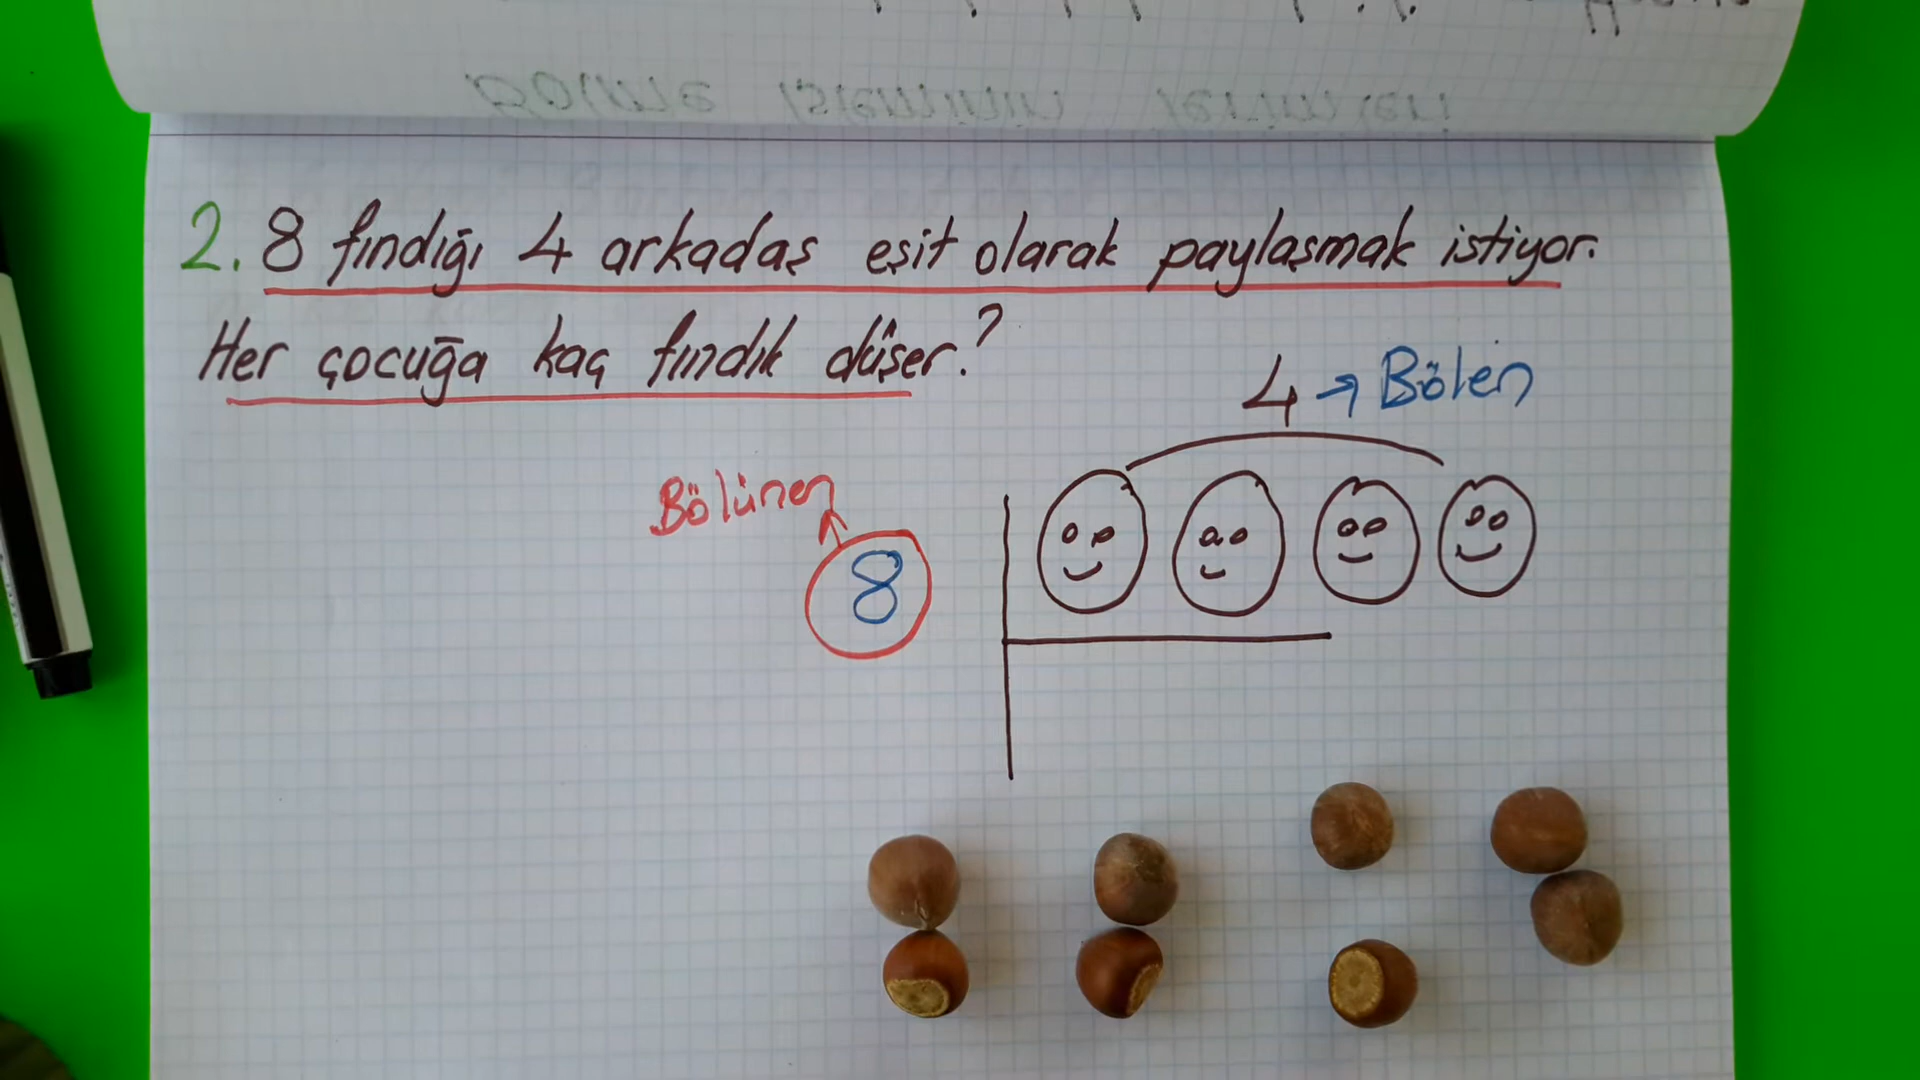 2. 8 fındığı 4 arkadaş eşit olarak paylaşmak istiyor.
Her çocuğa kaç fındık düşer.?
4 → Bölen
Bölünen
8